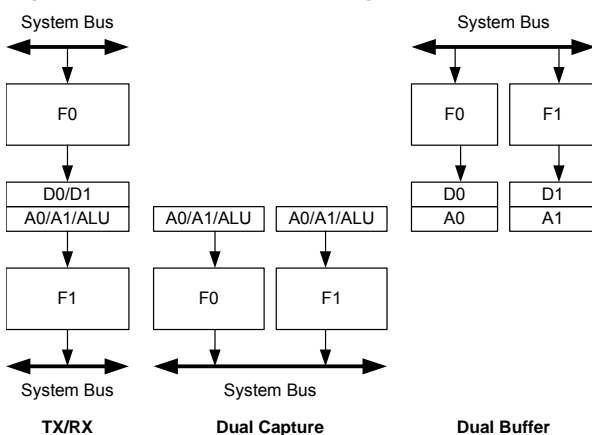 System Bus
System Bus
F0
F0
F1
D0/D1
A0/A1/ALU
A0/A1/ALU
A0/A1/ALU
D0
D1
A0
A1
F1
F0
F1
System Bus
System Bus
TX/RX
Dual Capture
Dual Buffer